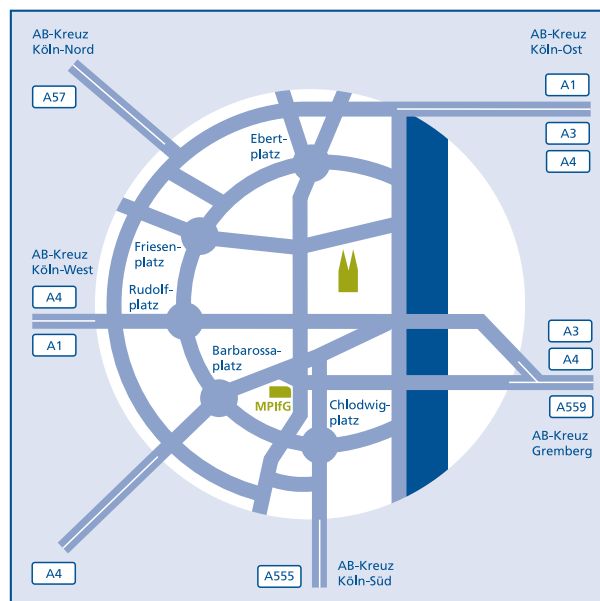 AB-Kreuz
Köln-Nord
A57
AB-Kreuz
Köln-Ost
A1
A3
A4
Ebert-
platz
Friesen-
platz
AB-Kreuz
Köln-West
A4
A1
Rudolf-
platz
Barbarossa-
platz
MPIfG
Chlodwig-
platz
A3
A4
A559
AB-Kreuz
Gremberg
A4
A555
AB-Kreuz
Köln-Süd